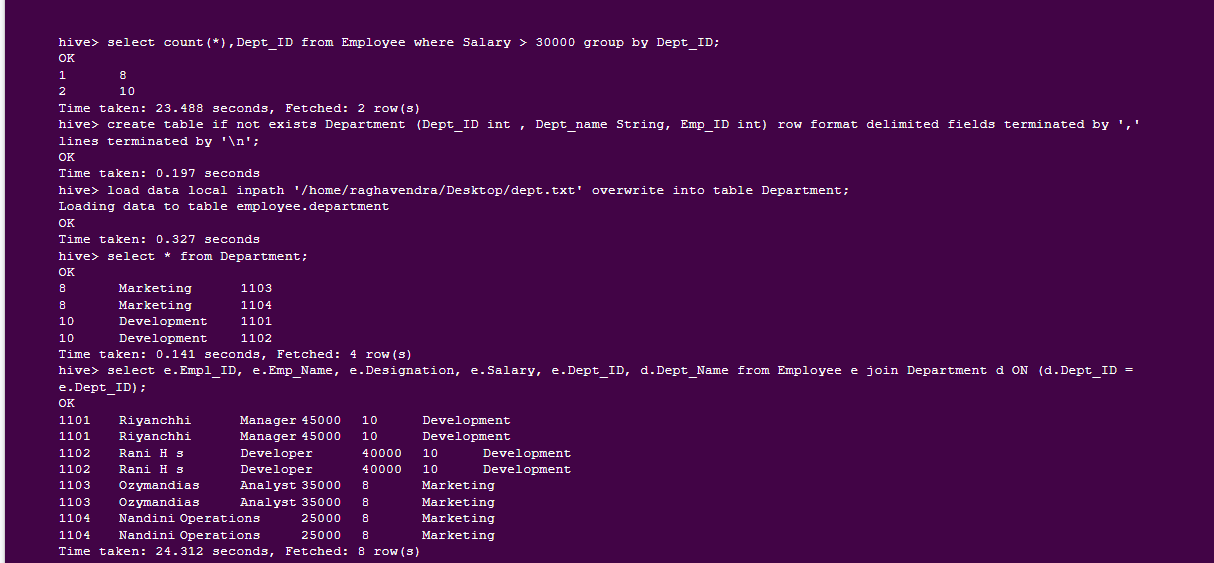 hive> select count(*),Dept_ID from Employee where Salary > 30000 group by Dept_ID;
OK
1 8
2 10
Time taken: 23.488 seconds, Fetched: 2 row(s)
hive> create table if not exists Department (Dept_ID int , Dept_name String, Emp_ID int) row format delimited fields terminated by ','
lines terminated by '\n';
OK
Time taken: 0.197 seconds
hive> load data local inpath '/home/raghavendra/Desktop/dept.txt' overwrite into table Department;
Loading data to table employee.department
OK
Time taken: 0.327 seconds
hive> select * from Department;
OK
8 Marketing 1103
8 Marketing 1104
10 Development 1101
10 Development 1102
Time taken: 0.141 seconds, Fetched: 4 row(s)
hive> select e.Empl_ID, e.Emp_Name, e.Designation, e.Salary, e.Dept_ID, d.Dept_Name from Employee e join Department d ON (d.Dept_ID =
e.Dept_ID);
OK
1101 Riyanchhi Manager 45000 10 Development
1101 Riyanchhi Manager 45000 10 Development
1102 Rani H s Developer 40000 10 Development
1102 Rani H s Developer 40000 10 Development
1103 Ozymandias Analyst 35000 8 Marketing
1103 Ozymandias Analyst 35000 8 Marketing
1104 Nandini Operations 25000 8 Marketing
1104 Nandini Operations 25000 8 Marketing
Time taken: 24.312 seconds, Fetched: 8 row(s)